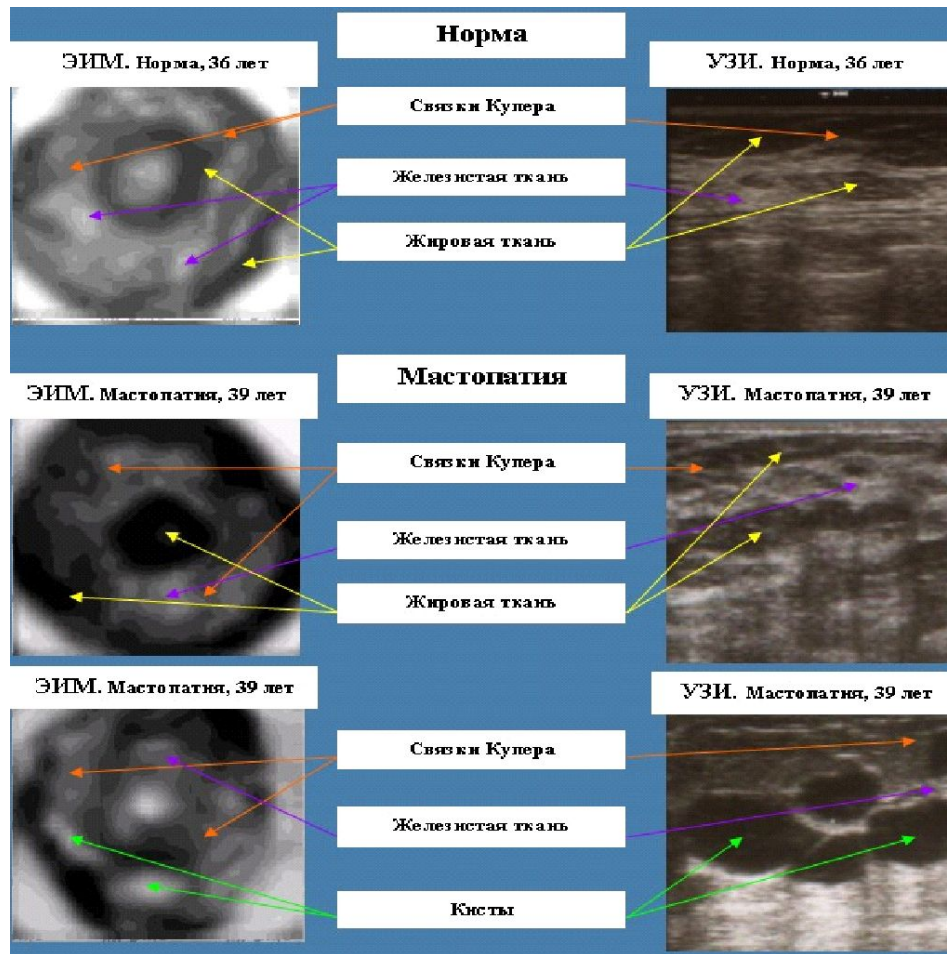 Норма
ЭИМ. Норма, 36 лет
УЗИ. Норма, 36 лет
Связки Купера
Железистая ткань
Жировая ткань
Мастопатия
ЭИМ. Мастопатия, 39 лет
УЗИ. Мастопатия, 39 лет
Связки Купера
Железистая ткань
Жировая ткань
ЭИМ. Мастопатия, 39 лет
УЗИ. Мастопатия, 39 лет
Связки Купера
Железистая ткань
Кисты